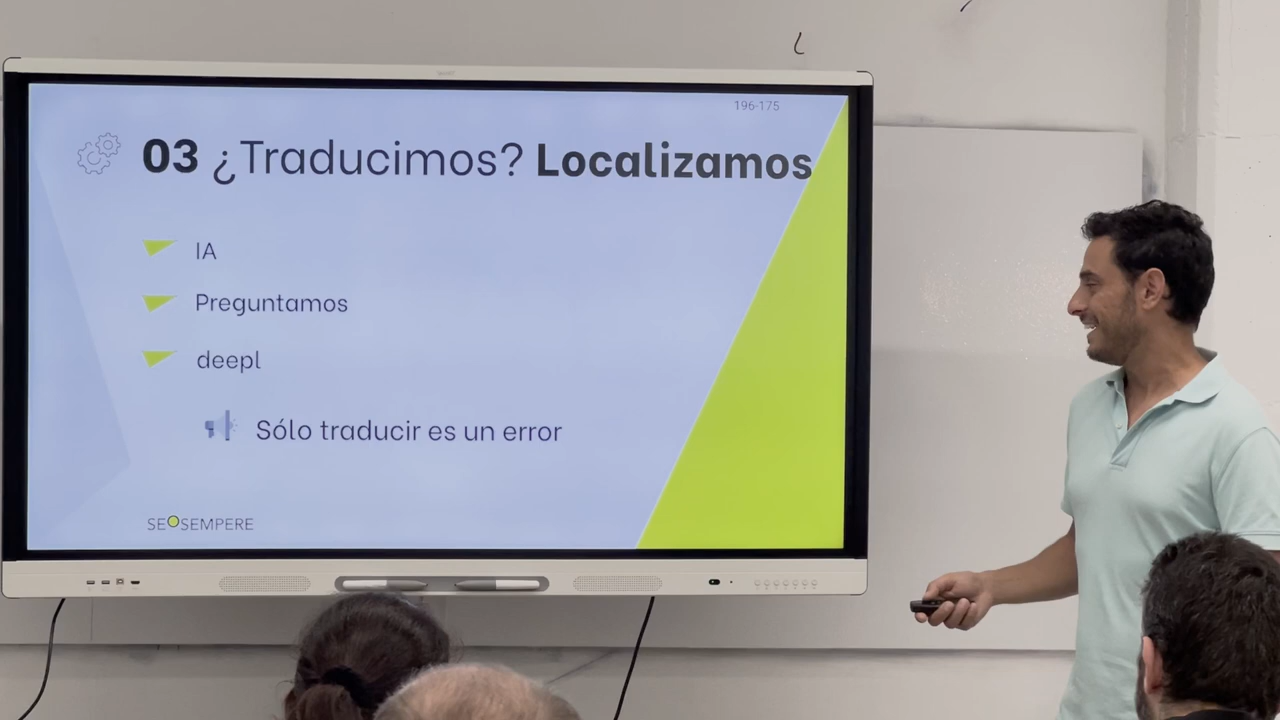 196-175
03 ¿Traducimos? Localizamos
IA
Preguntamos
deepl
Sólo traducir es un error
SEOSEMPERE